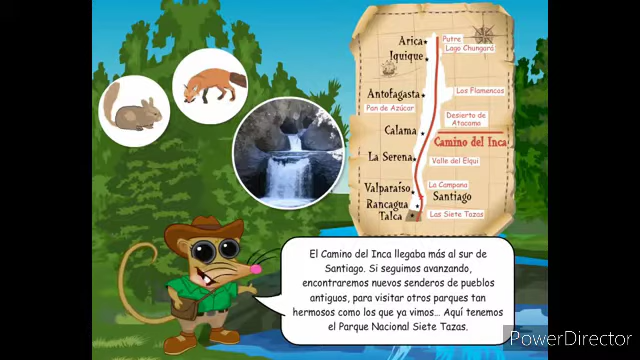 Arica
Putre
Lago Chungará
Iquique
Antofagasta
Los Flamencos
Pan de Azúcar
Desierto de
Atacama
Calama
Camino del Inca
La Serena
Valle del Elqui
Valparaíso
La Campana
Santiago
Rancagua
Talca
Las Siete Tazas
El Camino del Inca llegaba más al sur de
Santiago. Si seguimos avanzando,
encontraremos nuevos senderos de pueblos
antiguos, para visitar otros parques tan
hermosos como los que ya vimos... Aquí tenemos
el Parque Nacional Siete Tazas.
PowerDirector